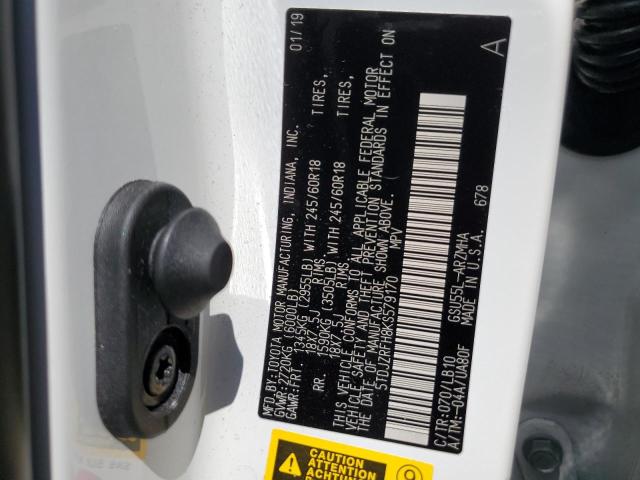 MFD. BY:TOYOTA MOTOR MANUFACTURING, INDIANA, INC. 01/19
GVWR:2720KG (6000LB)
GAWR:FRT. 1345KG (2955LB) WITH 245/60R18 TIRES,
18X7.5J RIMS
RR. 1590KG (3505LB) WITH 245/60R18 TIRES,
18X7.5J RIMS
THIS VEHICLE CONFORMS TO ALL APPLICABLE FEDERAL MOTOR
VEHICLE SAFETY AND THEFT PREVENTION STANDARDS IN EFFECT ON
THE DATE OF MANUFACTURE SHOWN ABOVE.
5TDJZRFH8KS579170 MPV
A
C/TR:070/LB10 GSU55L-ARZMHA
A/TM:-04A/UA80F MADE IN U.S.A. 678
CAUTION
ATTENTION
ACHTUNG